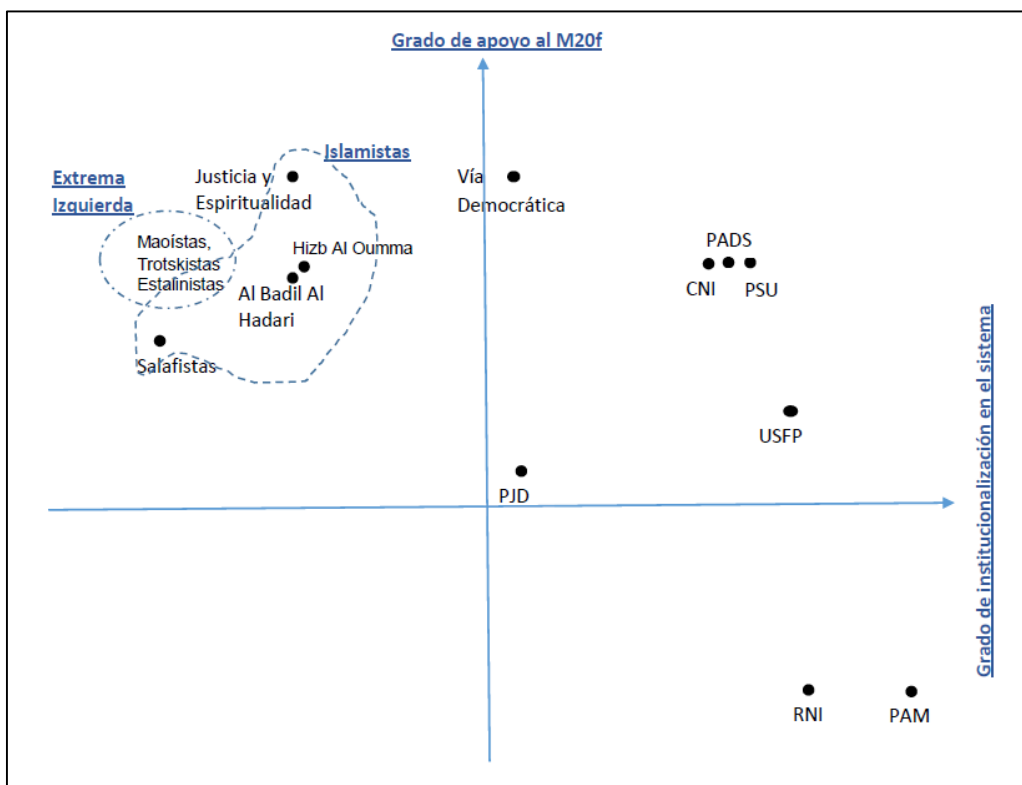 Grado de apoyo al M20f
Islamistas
Extrema
Izquierda
Justicia y
Espiritualidad
Vía
Democrática
Maoístas,
Trotskistas
Estalinistas
Hizb Al Oumma
Al Badil Al
Hadari
Salafistas
PADS
CNI
PSU
USFP
PJD
RNI
PAM
Grado de institucionalización en el sistema